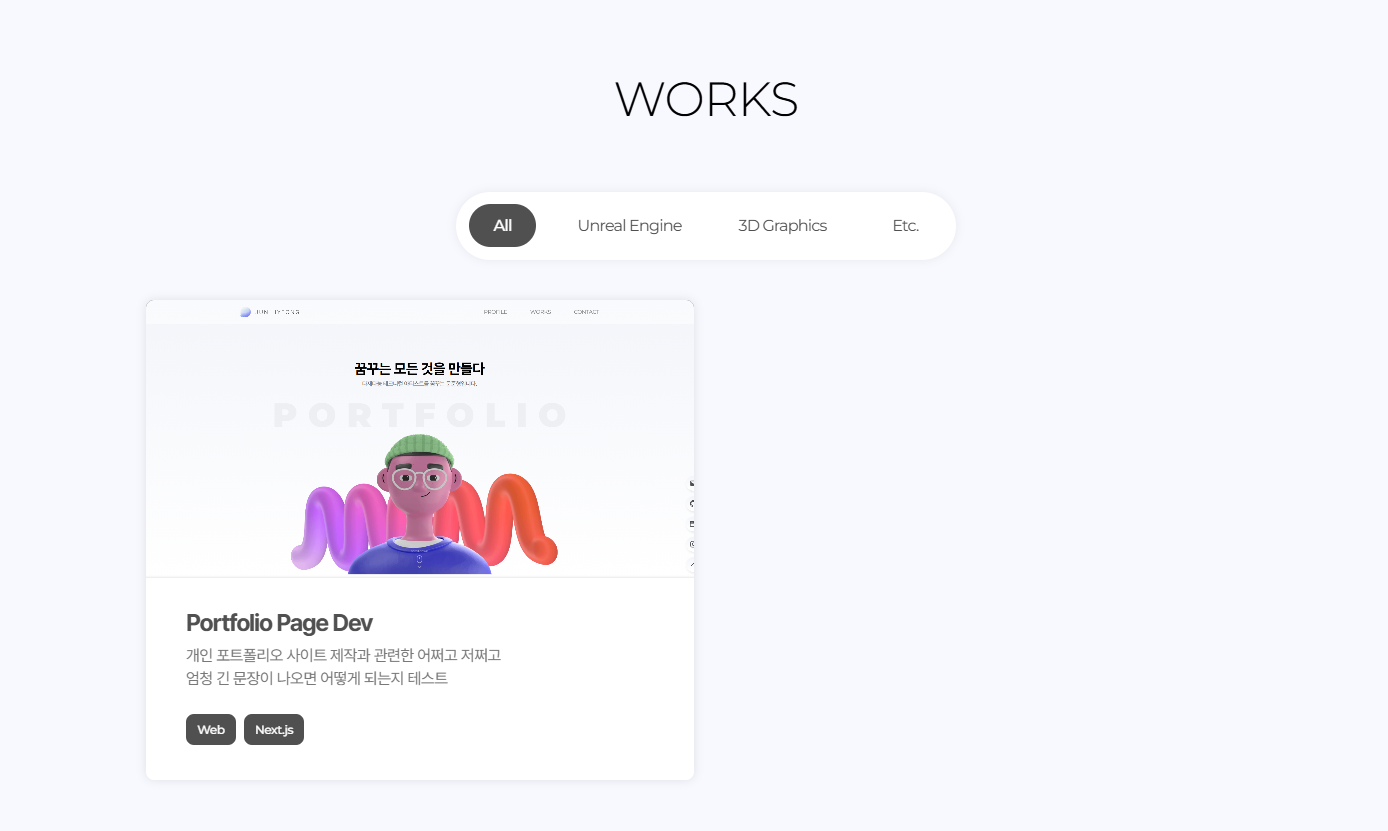 WORKS
All
Unreal Engine
3D Graphics
Etc.
PROFILE
WORKS
CONTACT
꿈꾸는 모든 것을 만들다
PORTFOLIO
Portfolio Page Dev
개인 포트폴리오 사이트 제작과 관련한 어쩌고 저쩌고
엄청 긴 문장이 나오면 어떻게 되는지 테스트
Web
Next.js